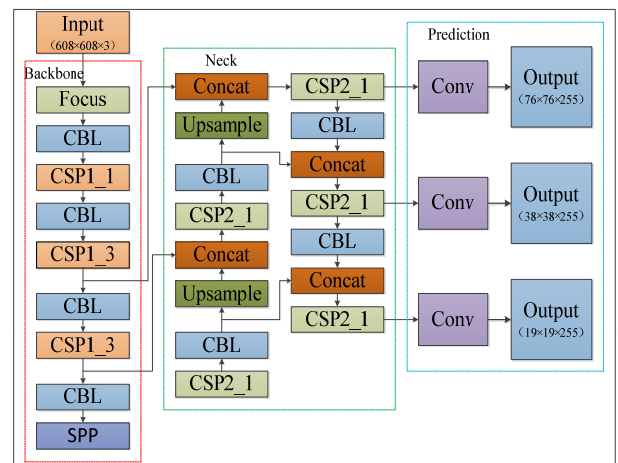 Input
(608×608×3)
Backbone
Focus
CBL
CSP1_1
CBL
CSP1_3
CBL
CSP1_3
CBL
SPP
Neck
Concat
Upsample
CBL
CSP2_1
Concat
Upsample
CBL
CSP2_1
CSP2_1
CBL
Concat
CSP2_1
CBL
Concat
CSP2_1
Prediction
Conv
Output
(76×76×255)
Conv
Output
(38×38×255)
Conv
Output
(19×19×255)